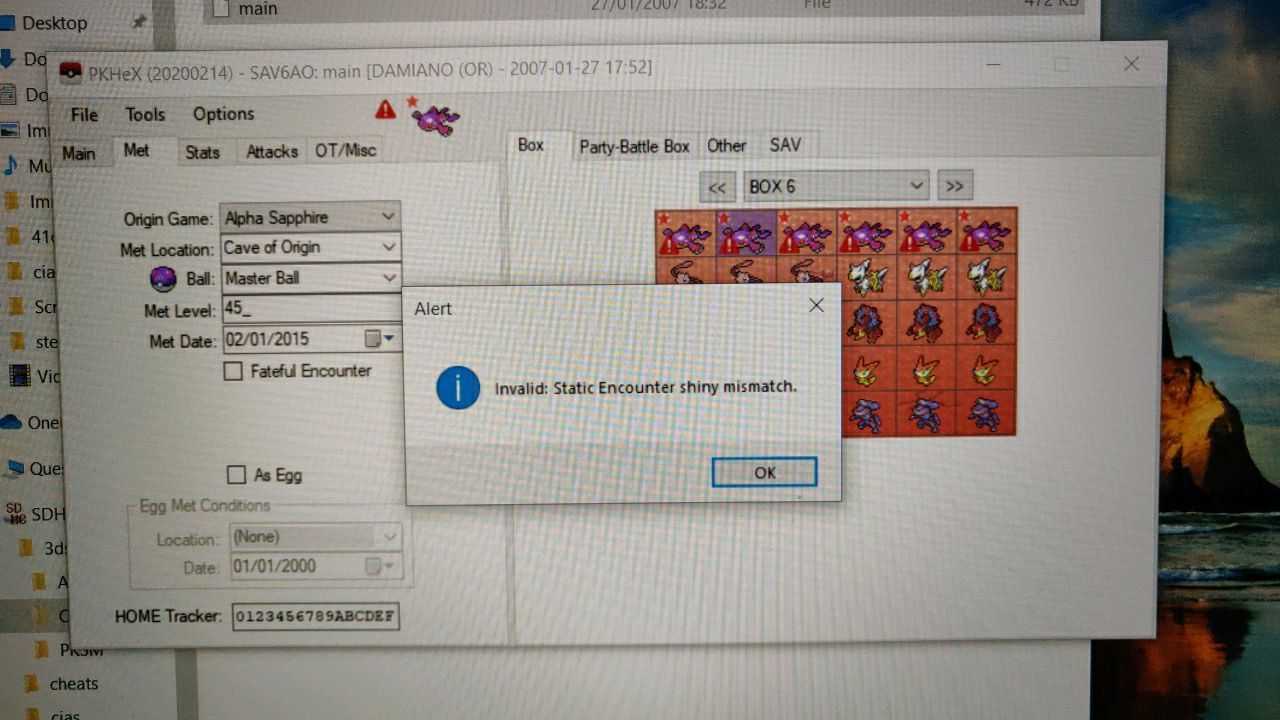 Desktop
main
27/01/2007 18:32
File
472 KB
PKHeX (20200214) - SAV6AO: main [DAMIANO (OR) - 2007-01-27 17:52]
File Tools Options
Main Met Stats Attacks OT/Misc
Box Party-Battle Box Other SAV
<< BOX 6 >>
Origin Game: Alpha Sapphire
Met Location: Cave of Origin
Ball: Master Ball
Met Level: 45_
Met Date: 02/01/2015
Fateful Encounter
As Egg
Egg Met Conditions
Location: (None)
Date: 01/01/2000
HOME Tracker: 0123456789ABCDEF
Alert
Invalid: Static Encounter shiny mismatch.
OK
Do
Do
Im
Mu
Im
cia
Scr
ste
Vic
One
Que
SDH
3ds
A
PKSM
cheats
cias